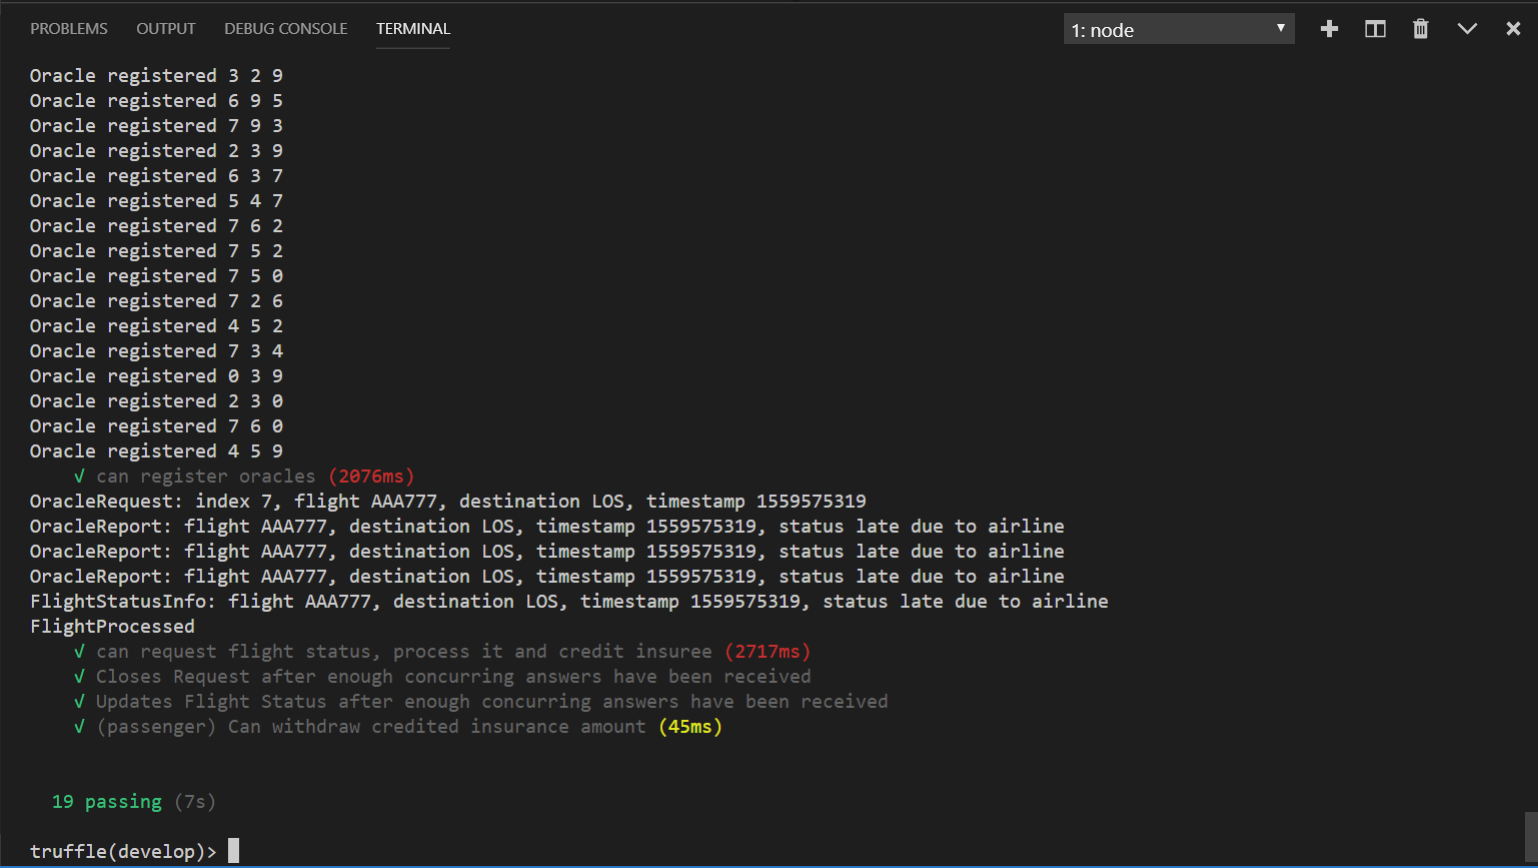 PROBLEMS OUTPUT DEBUG CONSOLE TERMINAL 1: node
Oracle registered 3 2 9
Oracle registered 6 9 5
Oracle registered 7 9 3
Oracle registered 2 3 9
Oracle registered 6 3 7
Oracle registered 5 4 7
Oracle registered 7 6 2
Oracle registered 7 5 2
Oracle registered 7 5 0
Oracle registered 7 2 6
Oracle registered 4 5 2
Oracle registered 7 3 4
Oracle registered 0 3 9
Oracle registered 2 3 0
Oracle registered 7 6 0
Oracle registered 4 5 9
√ can register oracles (2076ms)
OracleRequest: index 7, flight AAA777, destination LOS, timestamp 1559575319
OracleReport: flight AAA777, destination LOS, timestamp 1559575319, status late due to airline
OracleReport: flight AAA777, destination LOS, timestamp 1559575319, status late due to airline
OracleReport: flight AAA777, destination LOS, timestamp 1559575319, status late due to airline
FlightStatusInfo: flight AAA777, destination LOS, timestamp 1559575319, status late due to airline
FlightProcessed
√ can request flight status, process it and credit insuree (2717ms)
√ Closes Request after enough concurring answers have been received
√ Updates Flight Status after enough concurring answers have been received
√ (passenger) Can withdraw credited insurance amount (45ms)
19 passing (7s)
truffle(develop)>